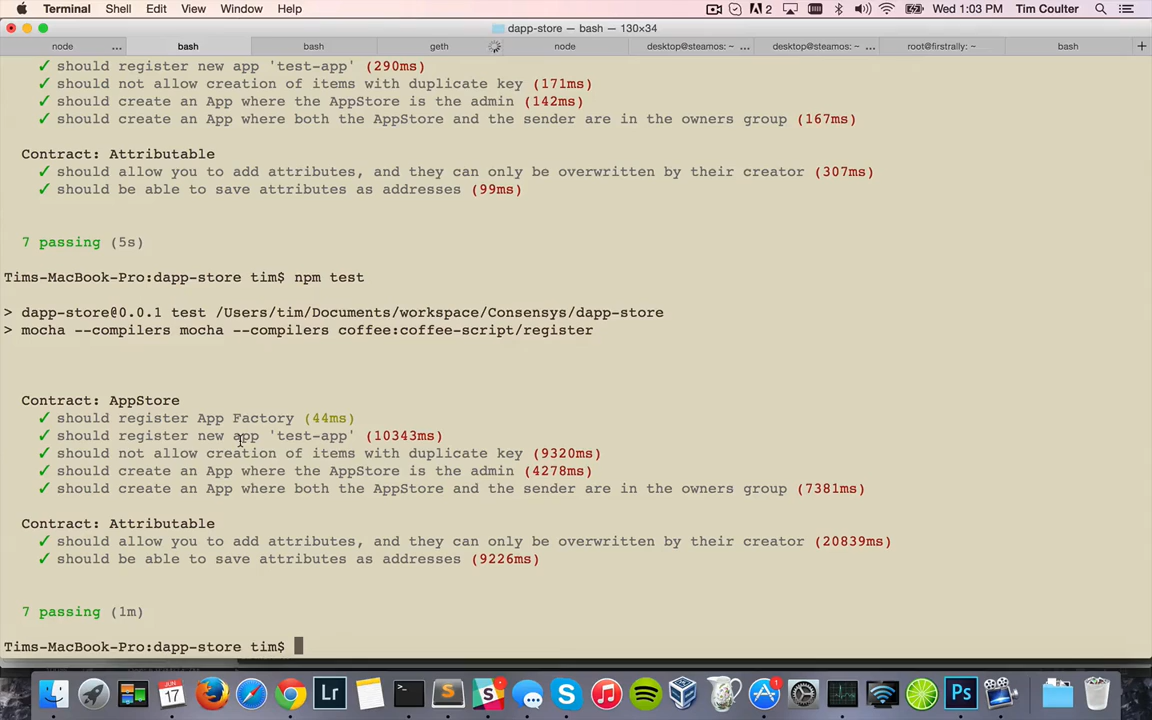 Terminal Shell Edit View Window Help 2 Wed 1:03 PM Tim Coulter
dapp-store — bash — 130×34
node ... bash bash geth node desktop@steamos: ~ ... desktop@steamos: ~ ... root@firstrally: ~ bash
✓ should register new app 'test-app' (290ms)
✓ should not allow creation of items with duplicate key (171ms)
✓ should create an App where the AppStore is the admin (142ms)
✓ should create an App where both the AppStore and the sender are in the owners group (167ms)
Contract: Attributable
✓ should allow you to add attributes, and they can only be overwritten by their creator (307ms)
✓ should be able to save attributes as addresses (99ms)
7 passing (5s)
Tims-MacBook-Pro:dapp-store tim$ npm test
> dapp-store@0.0.1 test /Users/tim/Documents/workspace/Consensys/dapp-store
> mocha --compilers mocha --compilers coffee:coffee-script/register
Contract: AppStore
✓ should register App Factory (44ms)
✓ should register new app 'test-app' (10343ms)
✓ should not allow creation of items with duplicate key (9320ms)
✓ should create an App where the AppStore is the admin (4278ms)
✓ should create an App where both the AppStore and the sender are in the owners group (7381ms)
Contract: Attributable
✓ should allow you to add attributes, and they can only be overwritten by their creator (20839ms)
✓ should be able to save attributes as addresses (9226ms)
7 passing (1m)
Tims-MacBook-Pro:dapp-store tim$
Lr 17 >_ S S 1 Ps